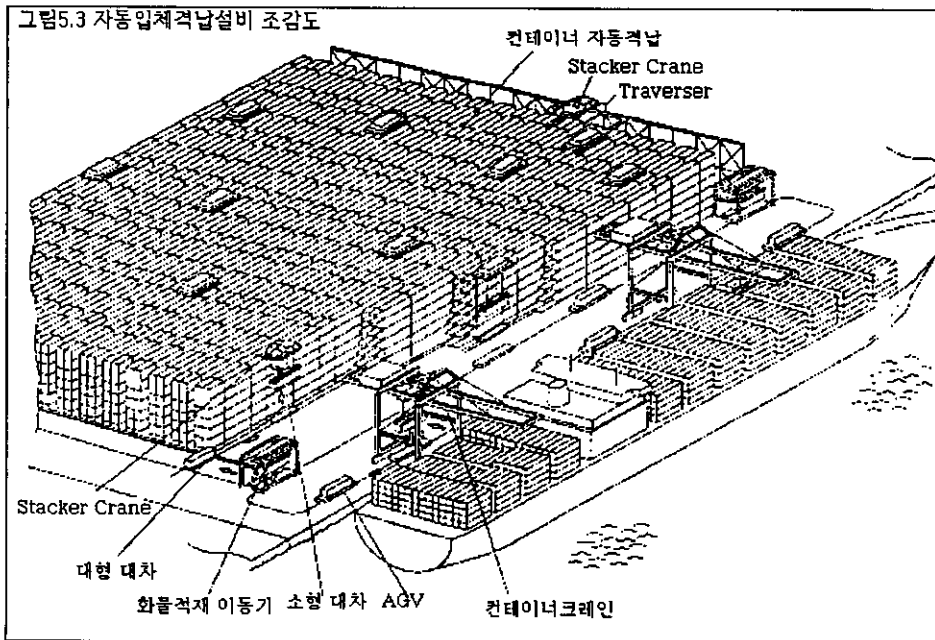 그림5.3 자동입체격납설비 조감도
컨테이너 자동격납
Stacker Crane
Traverser
Stacker Crane
대형 대차
화물적재 이동기 소형 대차 AGV
컨테이너크레인